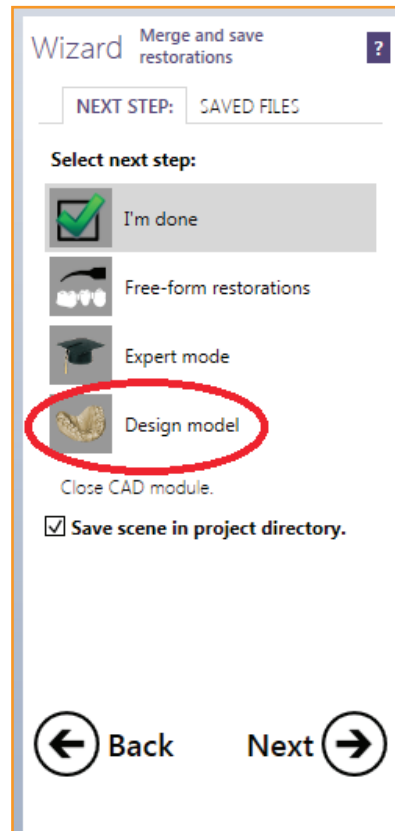 Wizard Merge and save
restorations ?
NEXT STEP: SAVED FILES
Select next step:
I'm done
Free-form restorations
Expert mode
Design model
Close CAD module.
Save scene in project directory.
Back Next